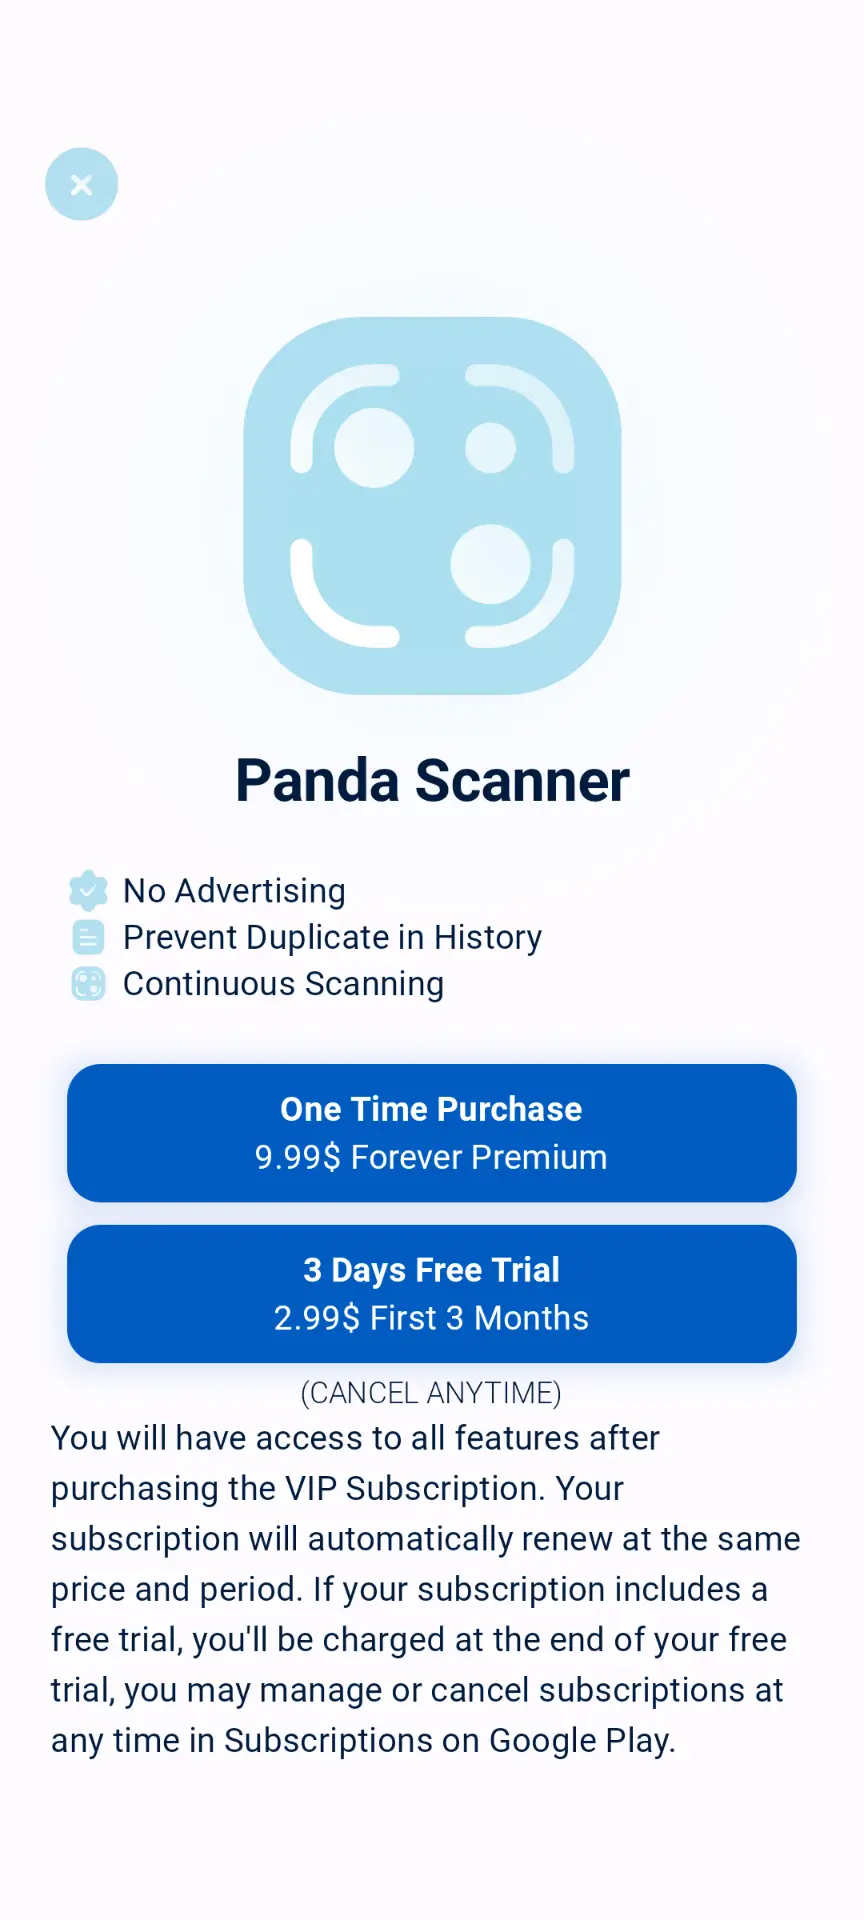 Panda Scanner
No Advertising
Prevent Duplicate in History
Continuous Scanning
One Time Purchase
9.99$ Forever Premium
3 Days Free Trial
2.99$ First 3 Months
(CANCEL ANYTIME)
You will have access to all features after
purchasing the VIP Subscription. Your
subscription will automatically renew at the same
price and period. If your subscription includes a
free trial, you'll be charged at the end of your free
trial, you may manage or cancel subscriptions at
any time in Subscriptions on Google Play.